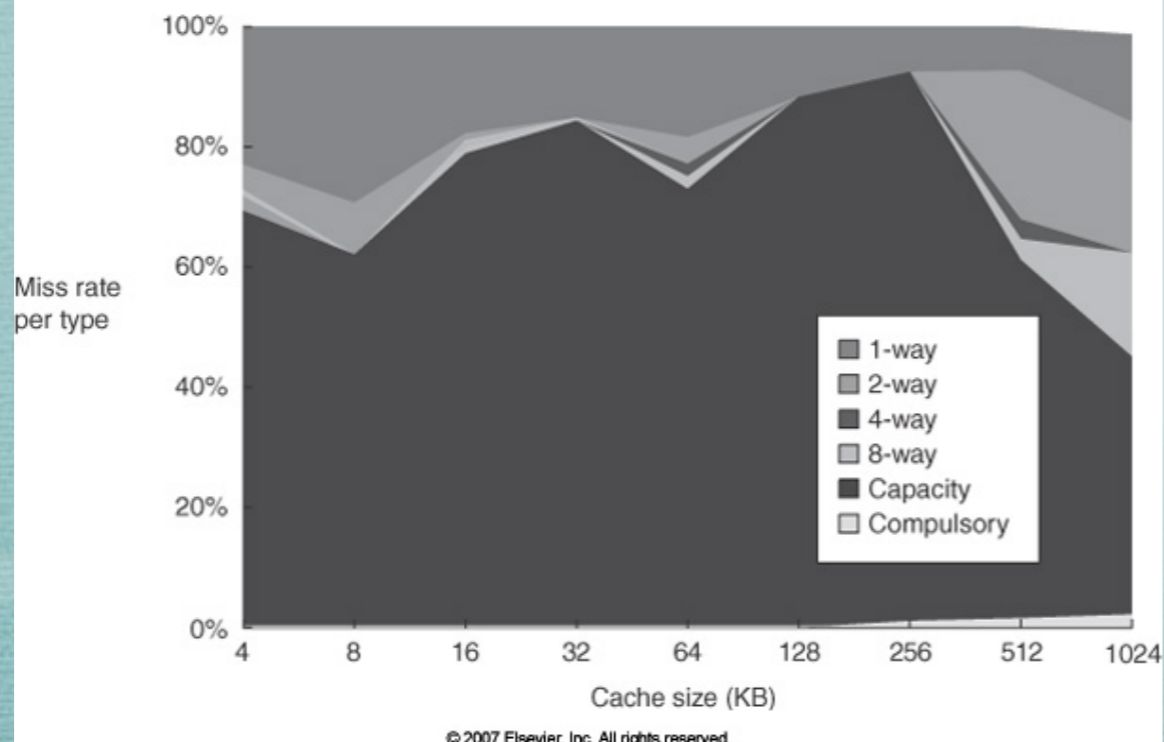 100%
80%
60%
40%
20%
0%
Miss rate
per type
1-way
2-way
4-way
8-way
Capacity
Compulsory
4 8 16 32 64 128 256 512 1024
Cache size (KB)
© 2007 Elsevier, Inc. All rights reserved